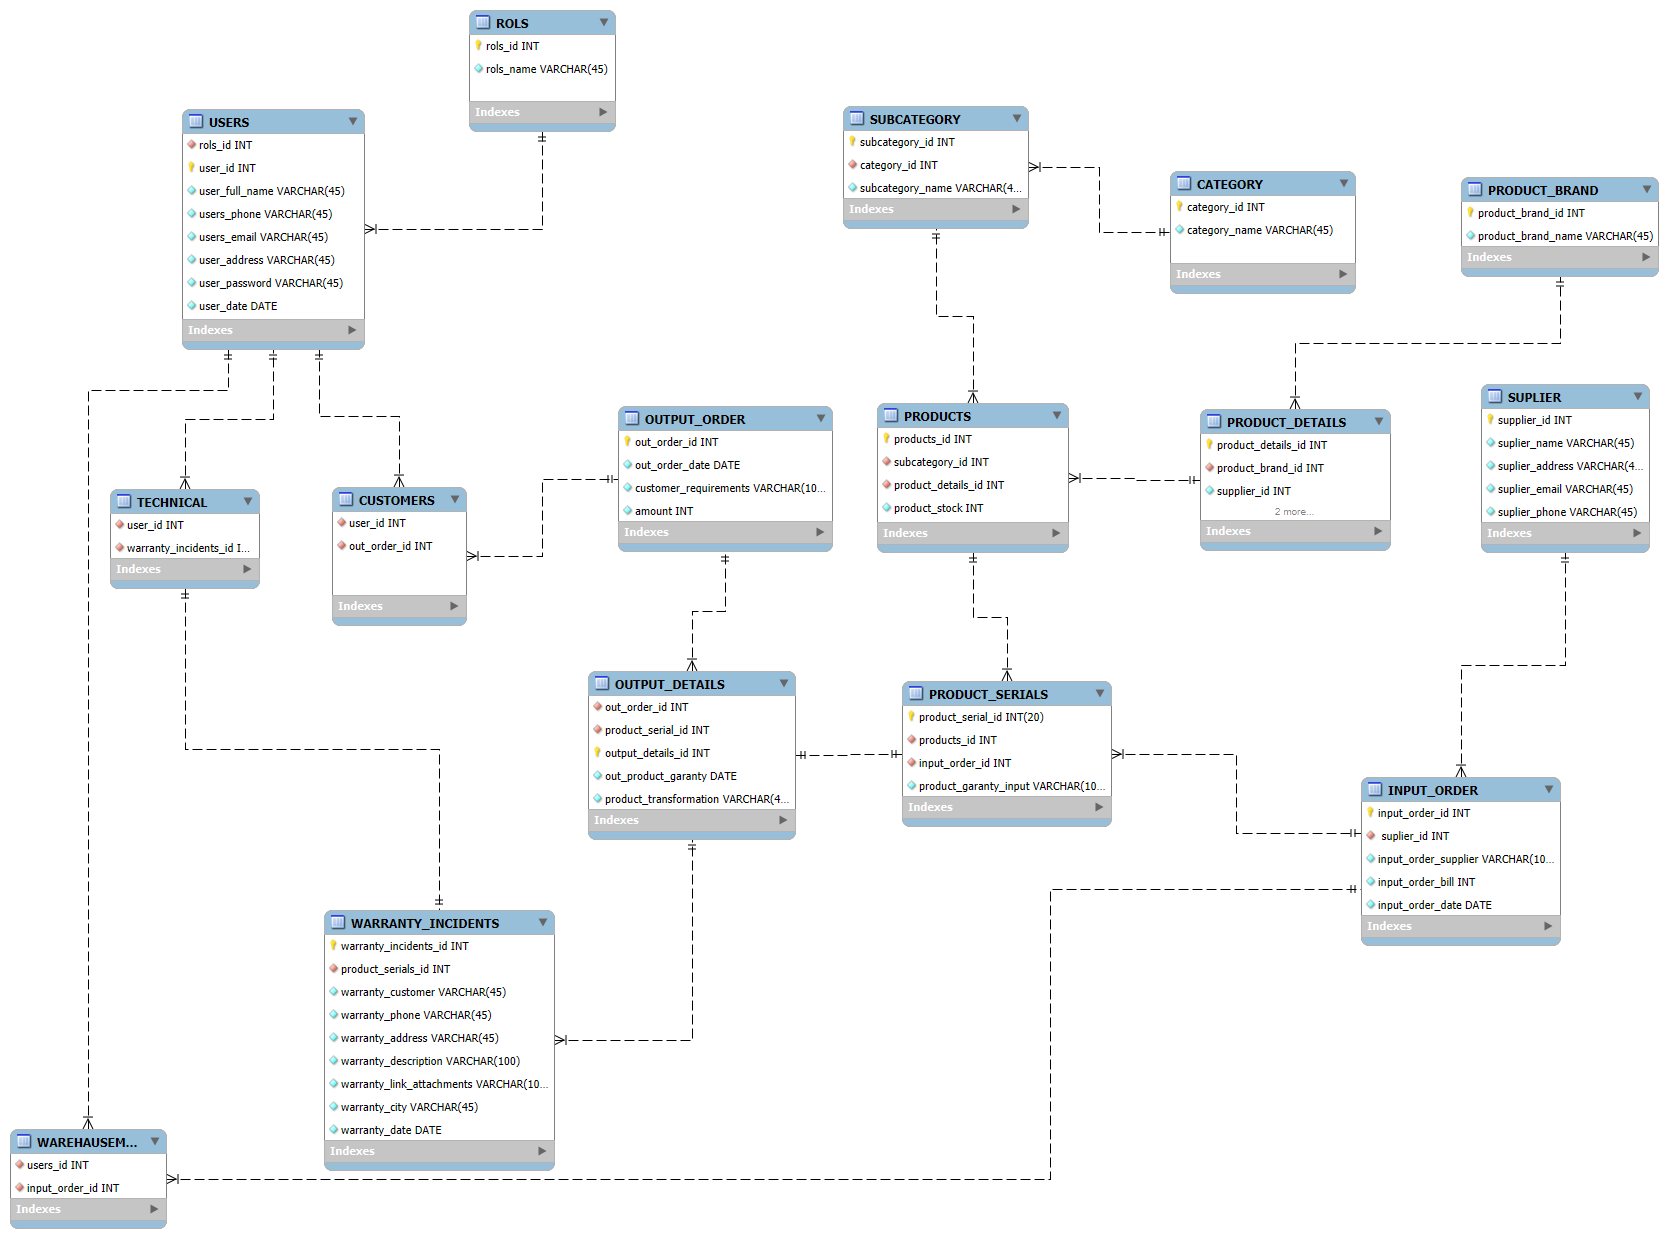 ROLS
rols_id INT
rols_name VARCHAR(45)
Indexes
USERS
rols_id INT
user_id INT
user_full_name VARCHAR(45)
users_phone VARCHAR(45)
users_email VARCHAR(45)
user_address VARCHAR(45)
user_password VARCHAR(45)
user_date DATE
Indexes
SUBCATEGORY
subcategory_id INT
category_id INT
subcategory_name VARCHAR(4...
Indexes
CATEGORY
category_id INT
category_name VARCHAR(45)
Indexes
PRODUCT_BRAND
product_brand_id INT
product_brand_name VARCHAR(45)
Indexes
TECHNICAL
user_id INT
warranty_incidents_id I...
Indexes
CUSTOMERS
user_id INT
out_order_id INT
Indexes
OUTPUT_ORDER
out_order_id INT
out_order_date DATE
customer_requirements VARCHAR(10...
amount INT
Indexes
PRODUCTS
products_id INT
subcategory_id INT
product_details_id INT
product_stock INT
Indexes
PRODUCT_DETAILS
product_details_id INT
product_brand_id INT
supplier_id INT
2 more...
Indexes
SUPLIER
supplier_id INT
suplier_name VARCHAR(45)
suplier_address VARCHAR(4...
suplier_email VARCHAR(45)
suplier_phone VARCHAR(45)
Indexes
OUTPUT_DETAILS
out_order_id INT
product_serial_id INT
output_details_id INT
out_product_garanty DATE
product_transformation VARCHAR(4...
Indexes
PRODUCT_SERIALS
product_serial_id INT(20)
products_id INT
input_order_id INT
product_garanty_input VARCHAR(10...
Indexes
INPUT_ORDER
input_order_id INT
suplier_id INT
input_order_supplier VARCHAR(10...
input_order_bill INT
input_order_date DATE
Indexes
WARRANTY_INCIDENTS
warranty_incidents_id INT
product_serials_id INT
warranty_customer VARCHAR(45)
warranty_phone VARCHAR(45)
warranty_address VARCHAR(45)
warranty_description VARCHAR(100)
warranty_link_attachments VARCHAR(10...
warranty_city VARCHAR(45)
warranty_date DATE
Indexes
WAREHAUSEM...
users_id INT
input_order_id INT
Indexes